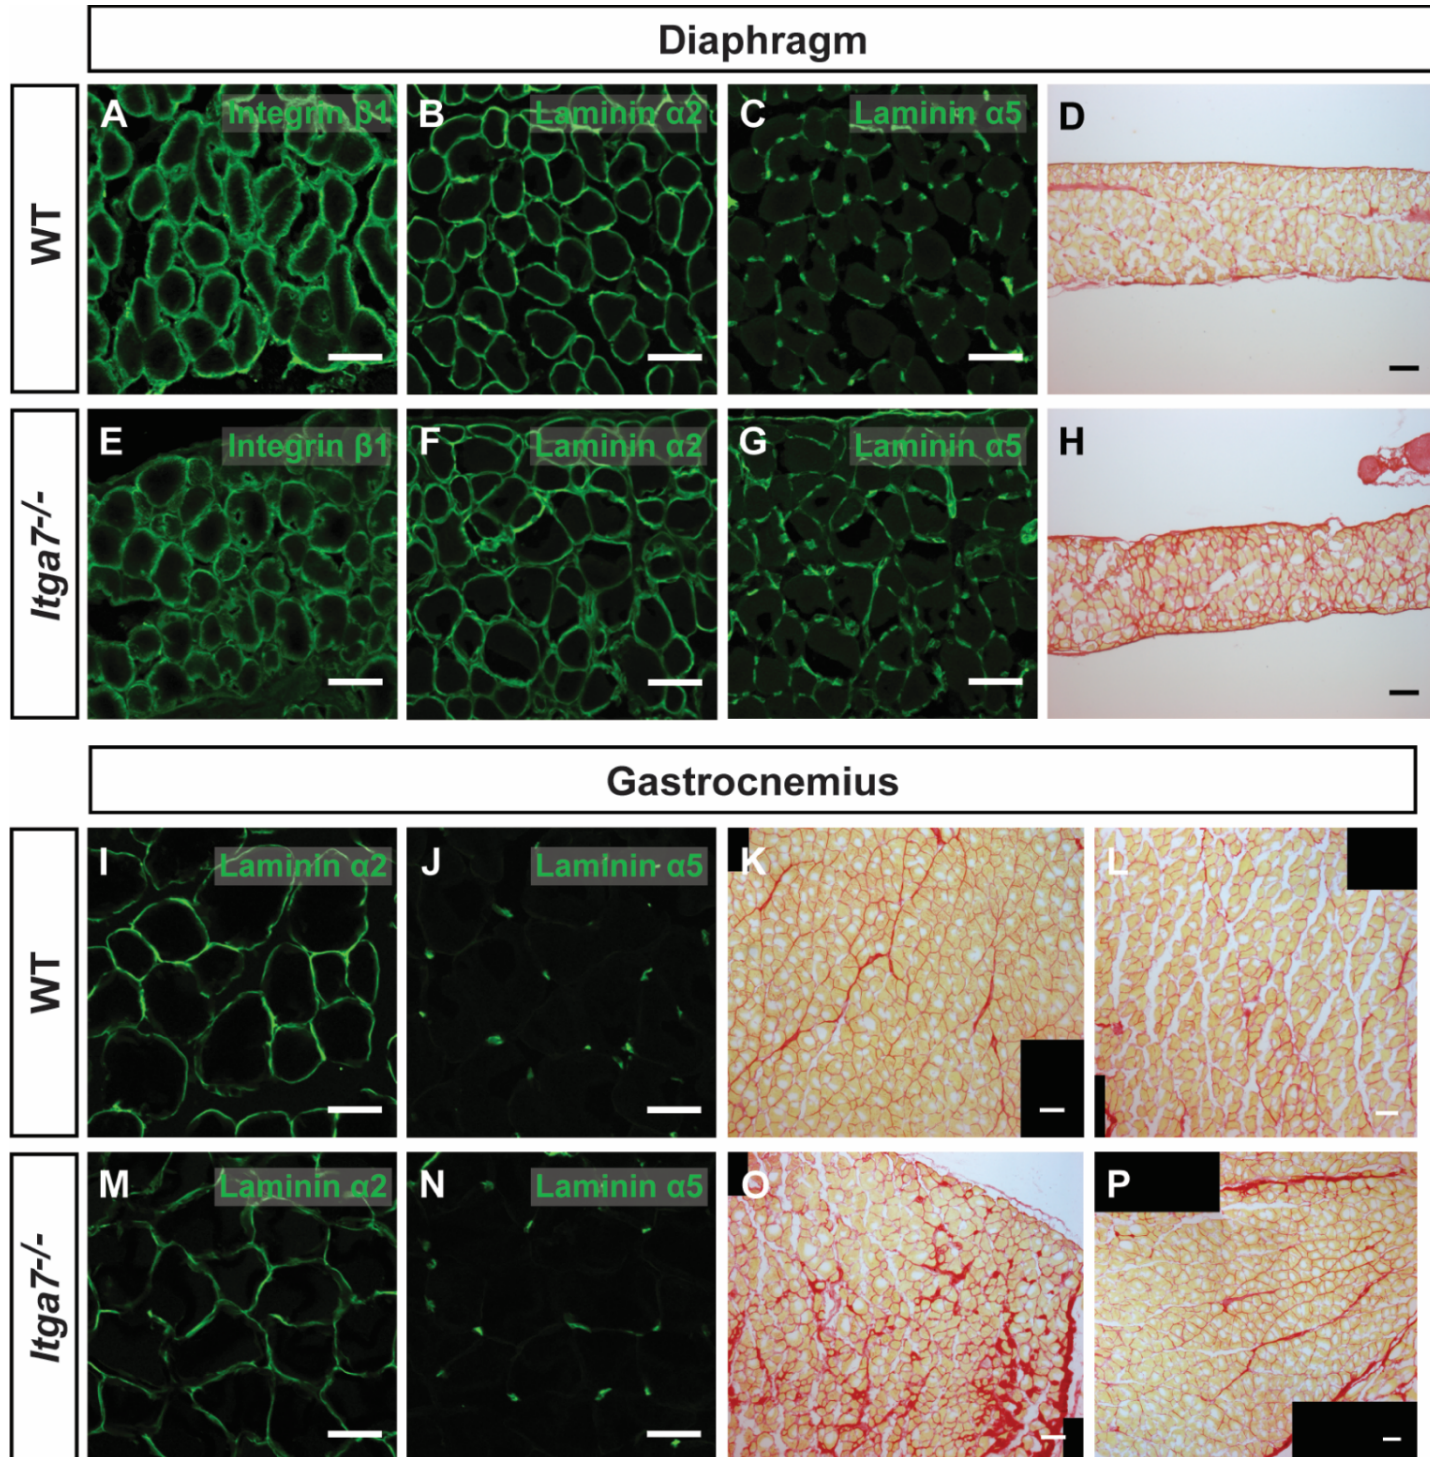 Diaphragm
WT
A Integrin β1
B Laminin α2
C Laminin α5
D
Itga7-/-
E Integrin β1
F Laminin α2
G Laminin α5
H
Gastrocnemius
WT
I Laminin α2
J Laminin α5
K
L
Itga7-/-
M Laminin α2
N Laminin α5
O
P